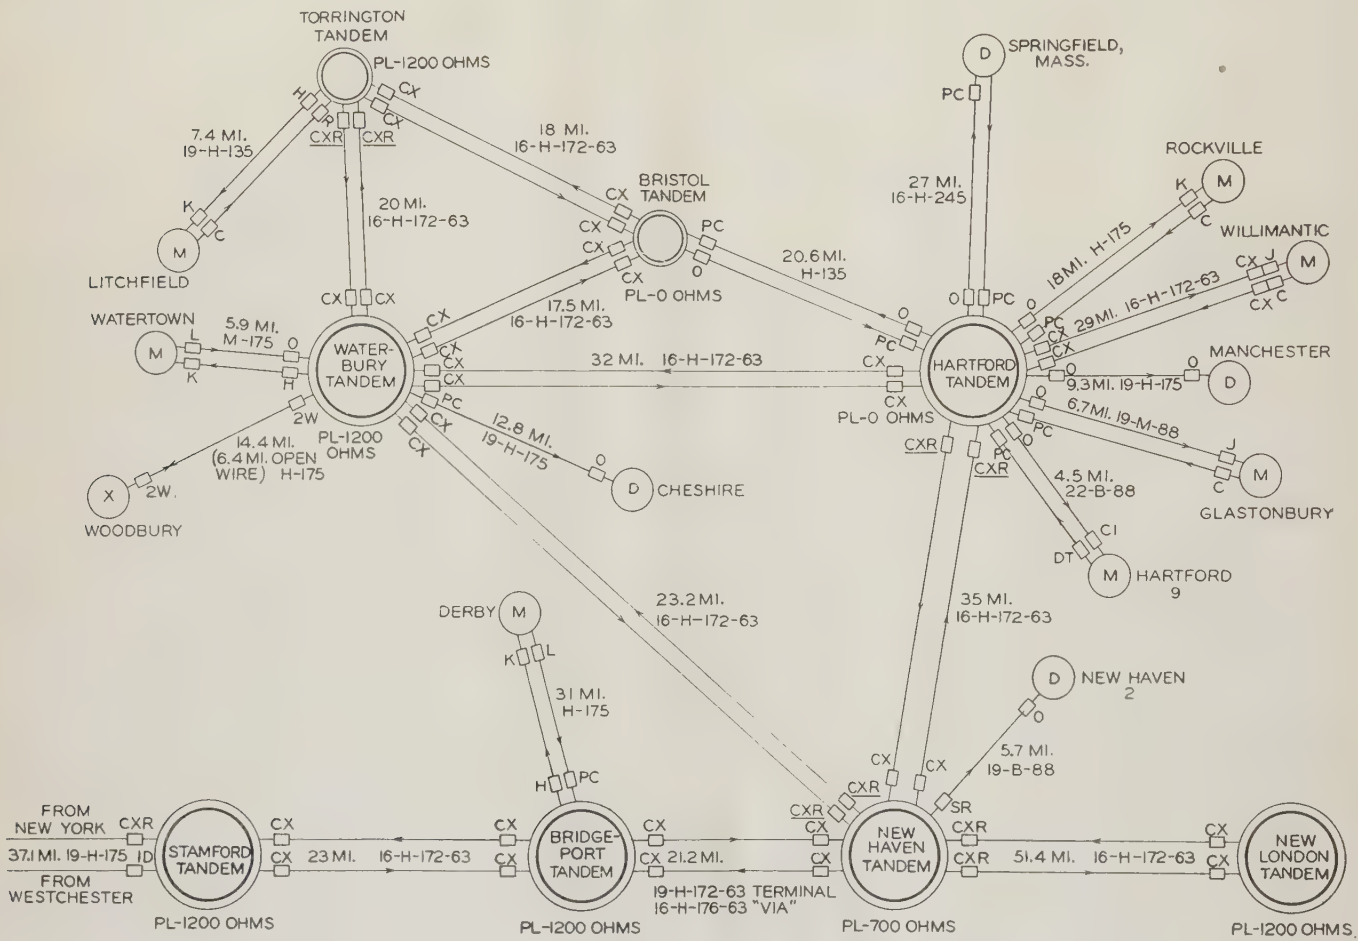 TORRINGTON
TANDEM
PL-1200 OHMS
CX
CX
H
R
CXR CXR
7.4 MI.
19-H-135
K
C
M
LITCHFIELD
20 MI.
16-H-172-63
CX CX
18 MI.
16-H-172-63
BRISTOL
TANDEM
CX
CX
CX
CX
PL-0 OHMS
PC
O
20.6 MI.
H-135
O
PC
17.5 MI.
16-H-172-63
CX
CX
D
SPRINGFIELD,
MASS.
PC
27 MI.
16-H-245
O PC
ROCKVILLE
M
K
C
18 MI. H-175
O
PC
WILLIMANTIC
M
CX J
CX C
29 MI. 16-H-172-63
CX
CX
MANCHESTER
D
O
O
9.3 MI. 19-H-175
WATERTOWN
M
L
K
5.9 MI.
M-175
O
H
WATER-
BURY
TANDEM
PL-1200
OHMS
2W
14.4 MI.
(6.4 MI. OPEN
WIRE) H-175
2W.
X
WOODBURY
CX
CX
32 MI. 16-H-172-63
CX
CX
HARTFORD
TANDEM
PL-0 OHMS
PC
12.8 MI.
19-H-175
O
D
CHESHIRE
CX
CX
O
PC
6.7 MI. 19-M-88
J
C
M
GLASTONBURY
PC
O
4.5 MI.
22-B-88
CI
DT
M
HARTFORD
9
CXR
CXR
35 MI.
16-H-172-63
CX
CX
23.2 MI.
16-H-172-63
CXR
CXR
DERBY
M
K
L
31 MI.
H-175
H
PC
D
NEW HAVEN
2
O
5.7 MI.
19-B-88
SR
FROM
NEW YORK
CXR
37.1 MI. 19-H-175 1D
FROM
WESTCHESTER
STAMFORD
TANDEM
PL-1200 OHMS
CX
CX
23 MI. 16-H-172-63
CX
CX
BRIDGE-
PORT
TANDEM
PL-1200 OHMS
CX
CX
21.2 MI.
19-H-172-63 TERMINAL
16-H-176-63 "VIA"
CX
CX
NEW
HAVEN
TANDEM
PL-700 OHMS
CXR
CXR
51.4 MI. 16-H-172-63
CX
CX
NEW
LONDON
TANDEM
PL-1200 OHMS.